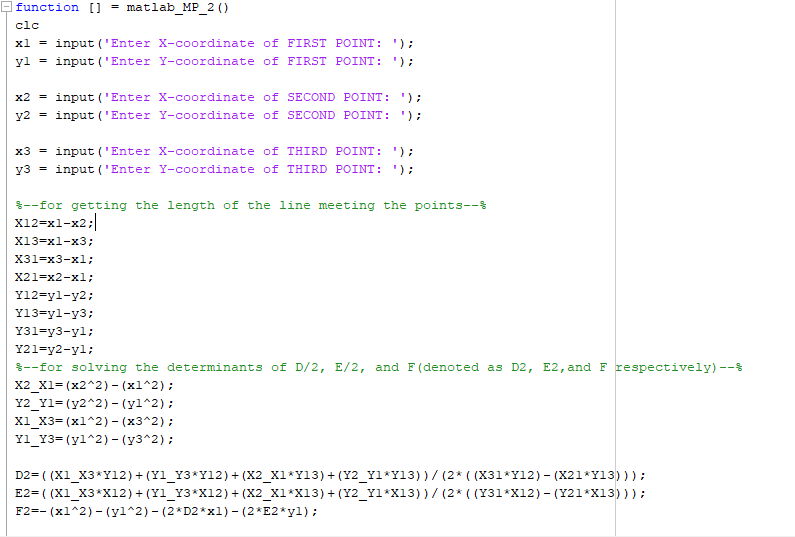 function [] = matlab_MP_2()
clc
x1 = input('Enter X-coordinate of FIRST POINT: ');
y1 = input('Enter Y-coordinate of FIRST POINT: ');
x2 = input('Enter X-coordinate of SECOND POINT: ');
y2 = input('Enter Y-coordinate of SECOND POINT: ');
x3 = input('Enter X-coordinate of THIRD POINT: ');
y3 = input('Enter Y-coordinate of THIRD POINT: ');
%--for getting the length of the line meeting the points--%
X12=x1-x2;
X13=x1-x3;
X31=x3-x1;
X21=x2-x1;
Y12=y1-y2;
Y13=y1-y3;
Y31=y3-y1;
Y21=y2-y1;
%--for solving the determinants of D/2, E/2, and F(denoted as D2, E2,and F respectively)--%
X2_X1=(x2^2)-(x1^2);
Y2_Y1=(y2^2)-(y1^2);
X1_X3=(x1^2)-(x3^2);
Y1_Y3=(y1^2)-(y3^2);
D2=((X1_X3*Y12)+(Y1_Y3*Y12)+(X2_X1*Y13)+(Y2_Y1*Y13))/(2*((X31*Y12)-(X21*Y13)));
E2=((X1_X3*X12)+(Y1_Y3*X12)+(X2_X1*X13)+(Y2_Y1*X13))/(2*((Y31*X12)-(Y21*X13)));
F2=-(x1^2)-(y1^2)-(2*D2*x1)-(2*E2*y1);